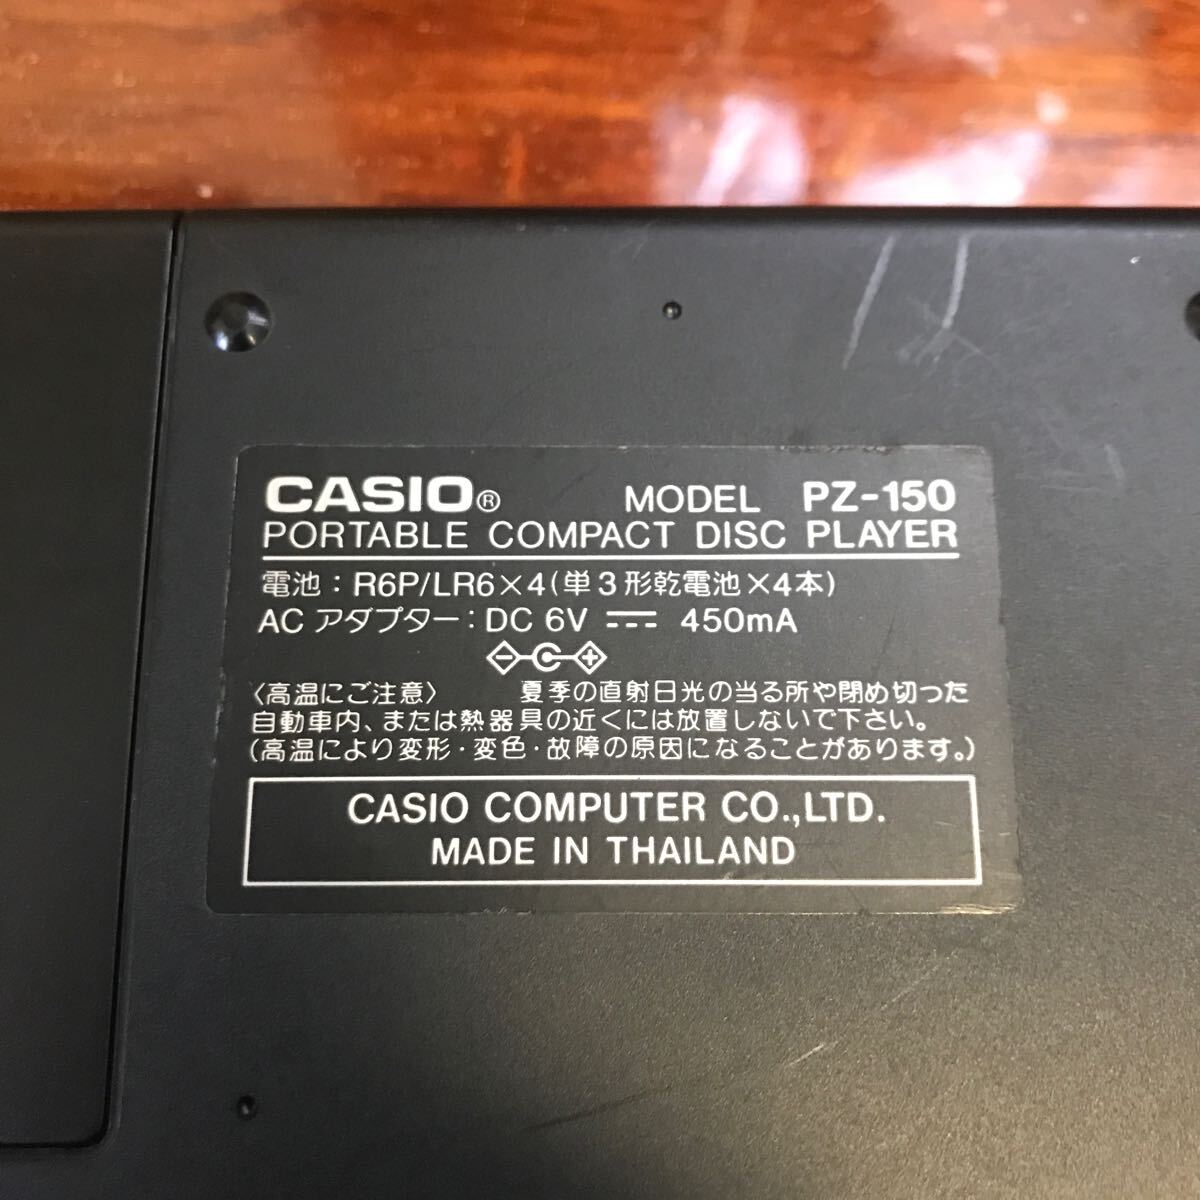 CASIO® MODEL PZ-150
PORTABLE COMPACT DISC PLAYER
電池：R6P/LR6×4(単3形乾電池×4本)
AC アダプター：DC 6V ⎓ 450mA
⊖-C-⊕
〈高温にご注意〉 夏季の直射日光の当る所や閉め切った
自動車内、または熱器具の近くには放置しないで下さい。
(高温により変形・変色・故障の原因になることがあります。)
CASIO COMPUTER CO.,LTD.
MADE IN THAILAND